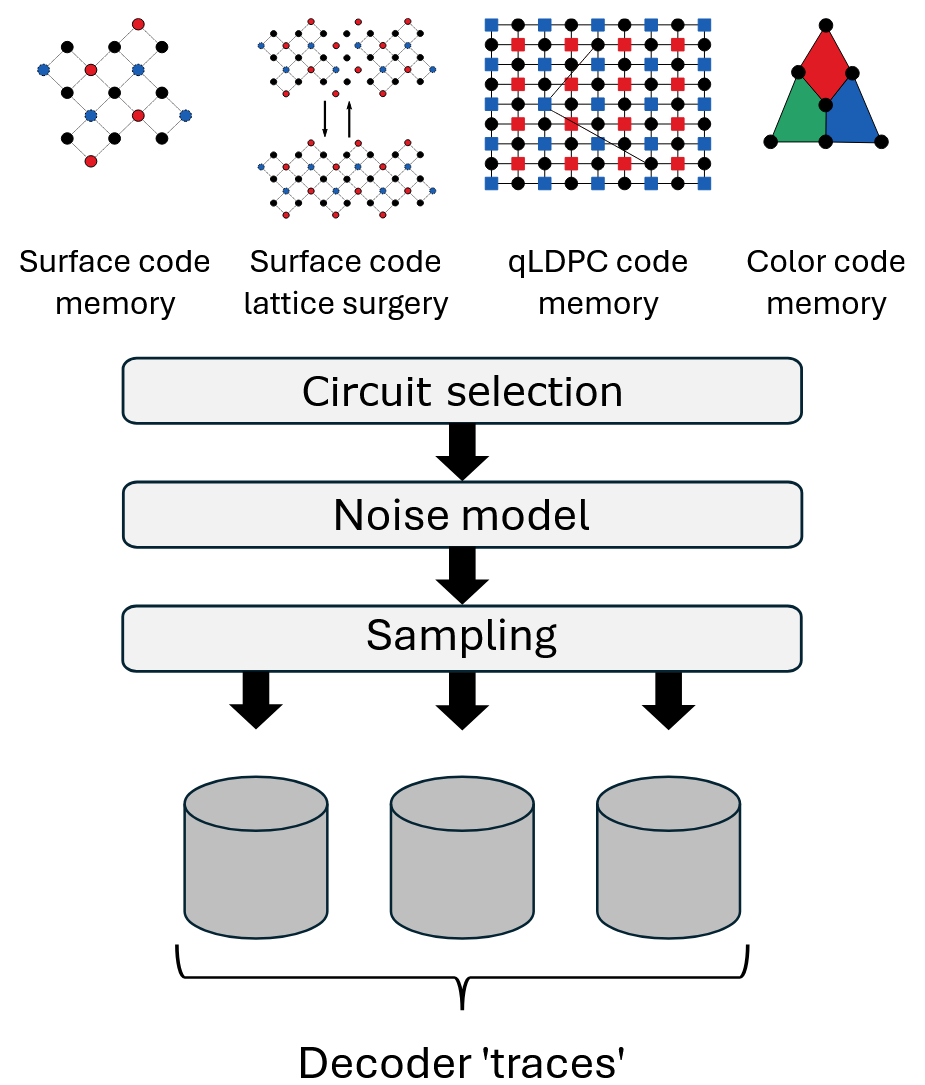 Surface code
memory
Surface code
lattice surgery
qLDPC code
memory
Color code
memory
Circuit selection
Noise model
Sampling
Decoder 'traces'